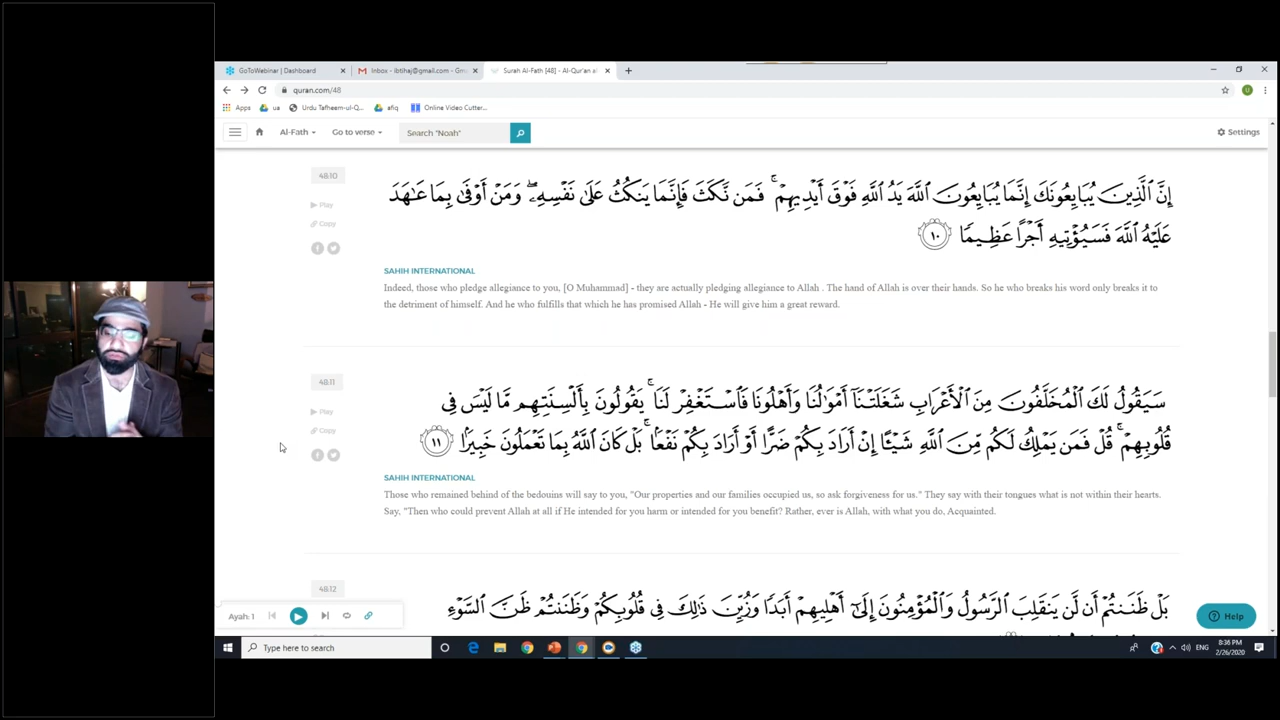 GoToWebinar | Dashboard
Inbox - ibtihaj@gmail.com - Gm
Surah Al-Fath [48] - Al-Qur'an al
quran.com/48
Apps
ua
Urdu Tafheem-ul-Q...
efiq
Online Video Cutter...
Al-Fath
Go to verse
Search "Noah"
Settings
48:10
Play
Copy
إِنَّ ٱلَّذِينَ يُبَايِعُونَكَ إِنَّمَا يُبَايِعُونَ ٱللَّهَ يَدُ ٱللَّهِ فَوْقَ أَيْدِيهِمْ ۚ فَمَن نَّكَثَ فَإِنَّمَا يَنكُثُ عَلَىٰ نَفْسِهِۦ ۖ وَمَنْ أَوْفَىٰ بِمَا عَـٰهَدَ
عَلَيْهُ ٱللَّهَ فَسَيُؤْتِيهِ أَجْرًا عَظِيمًا ١٠
SAHIH INTERNATIONAL
Indeed, those who pledge allegiance to you, [O Muhammad] - they are actually pledging allegiance to Allah . The hand of Allah is over their hands. So he who breaks his word only breaks it to
the detriment of himself. And he who fulfills that which he has promised Allah - He will give him a great reward.
48:11
Play
Copy
سَيَقُولُ لَكَ ٱلْمُخَلَّفُونَ مِنَ ٱلْأَعْرَابِ شَغَلَتْنَآ أَمْوَٰلُنَا وَأَهْلُونَا فَٱسْتَغْفِرْ لَنَا ۚ يَقُولُونَ بِأَلْسِنَتِهِم مَّا لَيْسَ فِى
قُلُوبِهِمْ ۚ قُلْ فَمَن يَمْلِكُ لَكُم مِّنَ ٱللَّهِ شَيْـًٔا إِنْ أَرَادَ بِكُمْ ضَرًّا أَوْ أَرَادَ بِكُمْ نَفْعًۢا ۚ بَلْ كَانَ ٱللَّهُ بِمَا تَعْمَلُونَ خَبِيرًۢا ١١
SAHIH INTERNATIONAL
Those who remained behind of the bedouins will say to you, "Our properties and our families occupied us, so ask forgiveness for us." They say with their tongues what is not within their hearts.
Say, "Then who could prevent Allah at all if He intended for you harm or intended for you benefit? Rather, ever is Allah, with what you do, Acquainted.
48:12
بَلْ ظَنَنتُمْ أَن لَّن يَنقَلِبَ ٱلرَّسُولُ وَٱلْمُؤْمِنُونَ إِلَىٰٓ أَهْلِيهِمْ أَبَدًا وَزُيِّنَ ذَٰلِكَ فِى قُلُوبِكُمْ وَظَنَنتُمْ ظَنَّ ٱلسَّوْءِ
Ayah: 1
Help
Type here to search
ENG
8:36 PM
2/26/2020